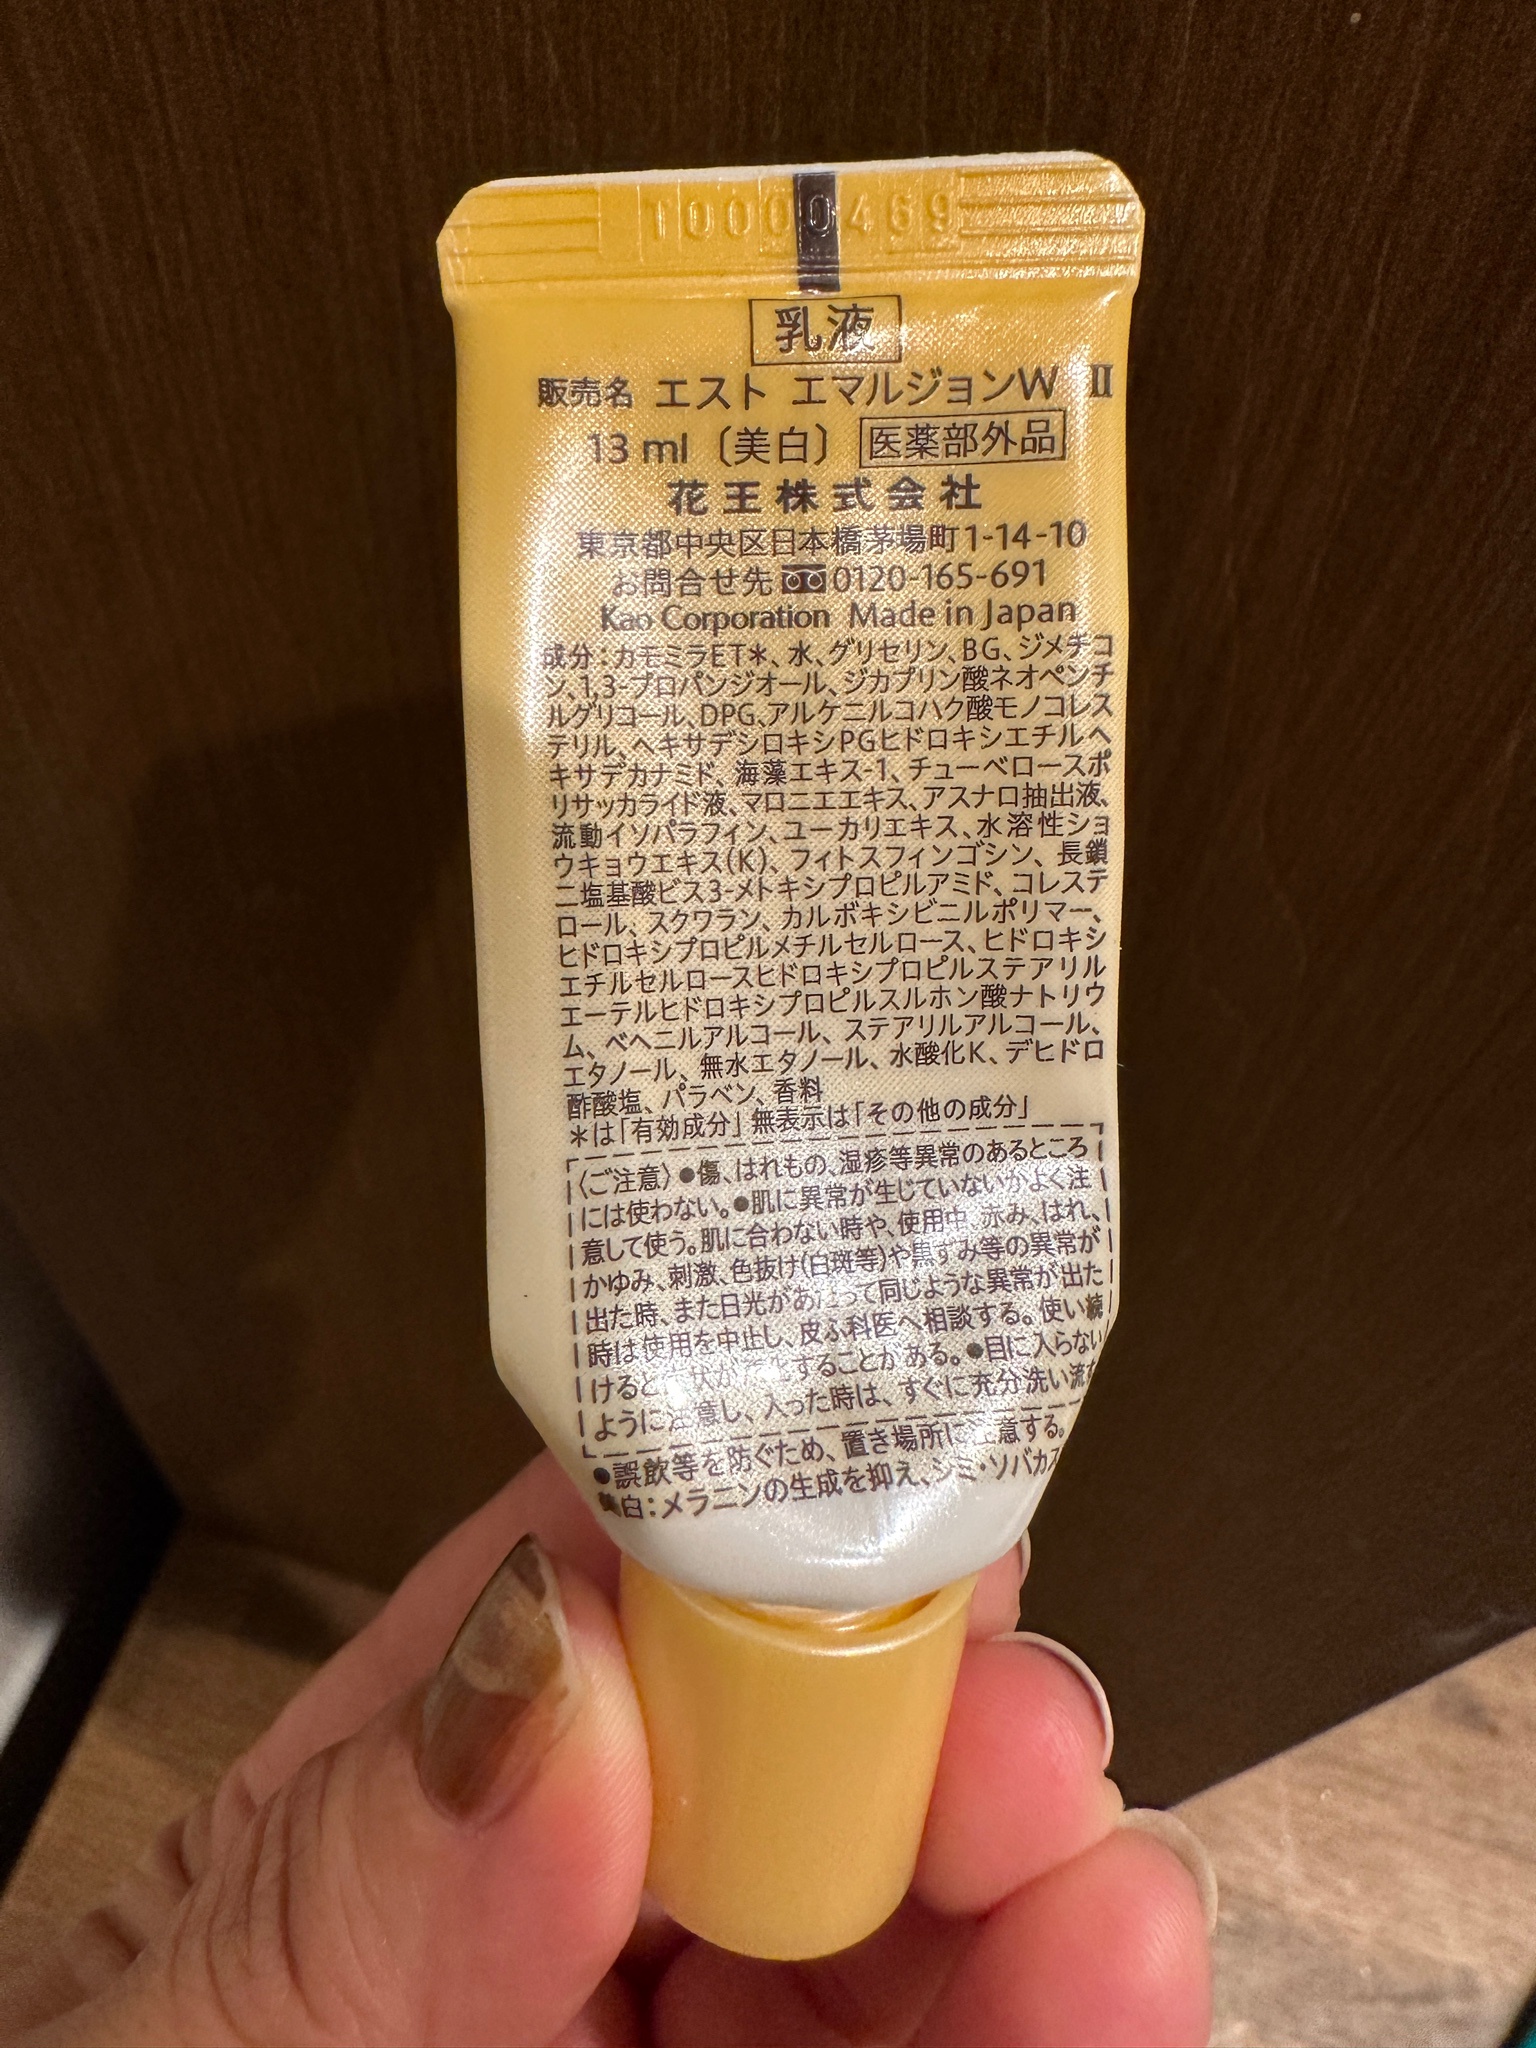 10000469
乳液
販売名 エスト エマルジョンW Ⅱ
13 ml〔美白〕医薬部外品
花王株式会社
東京都中央区日本橋茅場町1-14-10
お問合せ先 0120-165-691
Kao Corporation Made in Japan
成分：カモミラET＊、水、グリセリン、BG、ジメチコ
ン、1,3-プロパンジオール、ジカプリン酸ネオペンチ
ルグリコール、DPG、アルケニルコハク酸モノコレス
テリル、ヘキサデシロキシPGヒドロキシエチルヘ
キサデカナミド、海藻エキス-1、チューベロースポ
リサッカライド液、マロニエエキス、アスナロ抽出液、
流動イソパラフィン、ユーカリエキス、水溶性ショ
ウキョウエキス(K)、フィトスフィンゴシン、長鎖
二塩基酸ビス3-メトキシプロピルアミド、コレステ
ロール、スクワラン、カルボキシビニルポリマー、
ヒドロキシプロピルメチルセルロース、ヒドロキシ
エチルセルロースヒドロキシプロピルステアリル
エーテルヒドロキシプロピルスルホン酸ナトリウ
ム、ベヘニルアルコール、ステアリルアルコール、
エタノール、無水エタノール、水酸化K、デヒドロ
酢酸塩、パラベン、香料
＊は「有効成分」無表示は「その他の成分」
〈ご注意〉●傷、はれもの、湿疹等異常のあるところ
には使わない。●肌に異常が生じていないかよく注
意して使う。肌に合わない時や、使用中、赤み、はれ、
かゆみ、刺激、色抜け(白斑等)や黒ずみ等の異常が
出た時、また日光があたって同じような異常が出た
時は使用を中止し、皮ふ科医へ相談する。使い続
けると 状が することがある。●目に入らない
ように注意し、入った時は、すぐに充分洗い流す
●誤飲等を防ぐため、置き場所に注意する。
美白：メラニンの生成を抑え、シミ・ソバカス